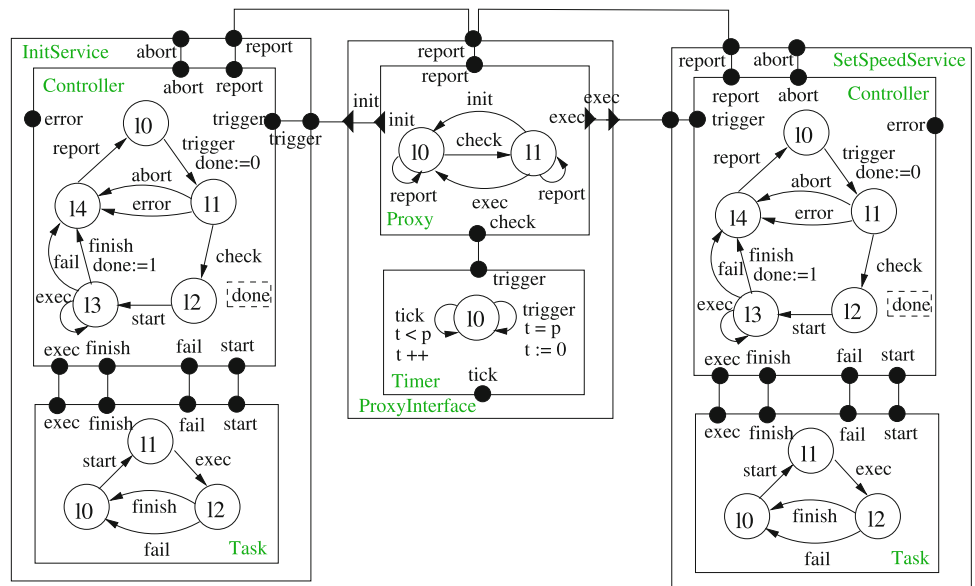 InitService
abort
report
Controller
abort
report
error
trigger
trigger
l0
report
trigger
done:=0
abort
error
l4
l1
finish
done:=1
fail
check
exec
l3
l2
start
done
exec
finish
fail
start
exec
finish
fail
start
l1
start
exec
l0
finish
l2
fail
Task
report
report
init
init
exec
exec
init
l0
check
l1
report
report
exec
Proxy
check
trigger
tick
t < p
t ++
l0
trigger
t = p
t := 0
Timer
tick
ProxyInterface
report
abort
SetSpeedService
report
abort
Controller
trigger
error
l0
report
trigger
done:=0
abort
error
l4
l1
finish
done:=1
fail
check
exec
l3
l2
start
done
exec
finish
fail
start
exec
finish
fail
start
l1
start
exec
l0
finish
l2
fail
Task